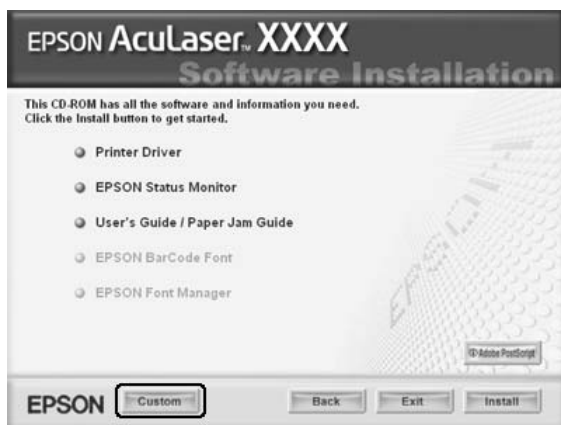 EPSON AcuLaser™ XXXX
Software Installation
This CD-ROM has all the software and information you need.
Click the Install button to get started.
Printer Driver
EPSON Status Monitor
User's Guide / Paper Jam Guide
EPSON BarCode Font
EPSON Font Manager
EPSON
Adobe PostScript
EPSON
Custom
Back
Exit
Install